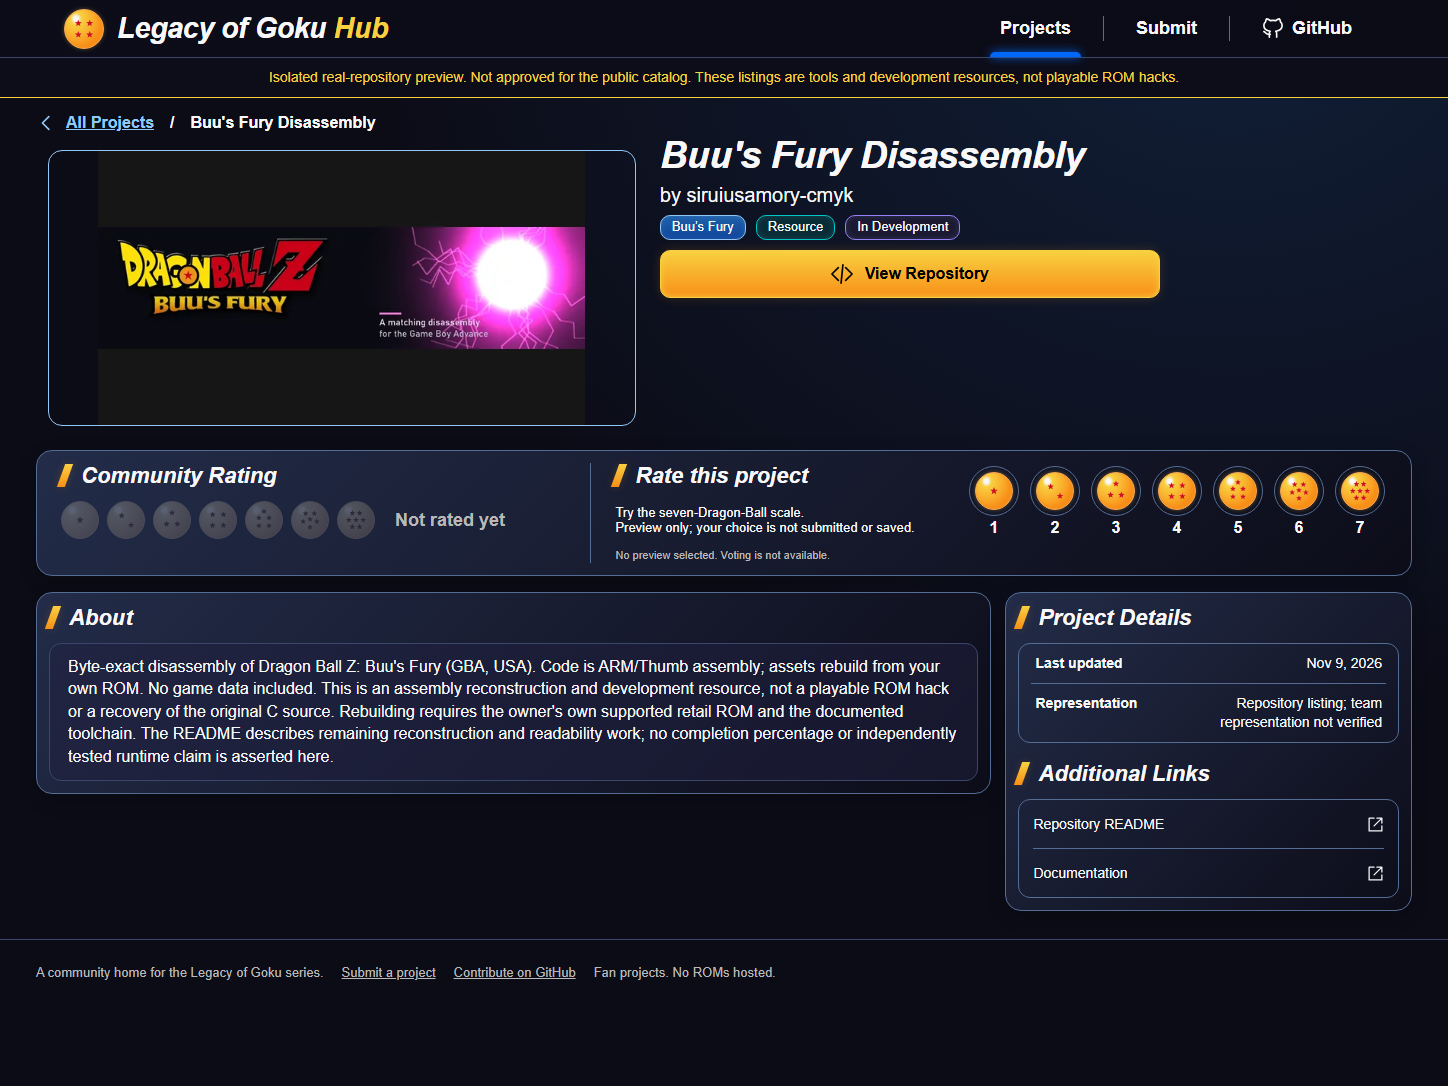 Legacy of Goku Hub
Projects
Submit
GitHub
Isolated real-repository preview. Not approved for the public catalog. These listings are tools and development resources, not playable ROM hacks.
All Projects / Buu's Fury Disassembly
DRAGONBALL Z
BUU'S FURY
A matching disassembly
for the Game Boy Advance
Buu's Fury Disassembly
by siruiusamory-cmyk
Buu's Fury
Resource
In Development
View Repository
Community Rating
Not rated yet
Rate this project
Try the seven-Dragon-Ball scale.
Preview only; your choice is not submitted or saved.
No preview selected. Voting is not available.
1 2 3 4 5 6 7
About
Byte-exact disassembly of Dragon Ball Z: Buu's Fury (GBA, USA). Code is ARM/Thumb assembly; assets rebuild from your
own ROM. No game data included. This is an assembly reconstruction and development resource, not a playable ROM hack
or a recovery of the original C source. Rebuilding requires the owner's own supported retail ROM and the documented
toolchain. The README describes remaining reconstruction and readability work; no completion percentage or independently
tested runtime claim is asserted here.
Project Details
Last updated Nov 9, 2026
Representation Repository listing; team
representation not verified
Additional Links
Repository README
Documentation
A community home for the Legacy of Goku series. Submit a project Contribute on GitHub Fan projects. No ROMs hosted.